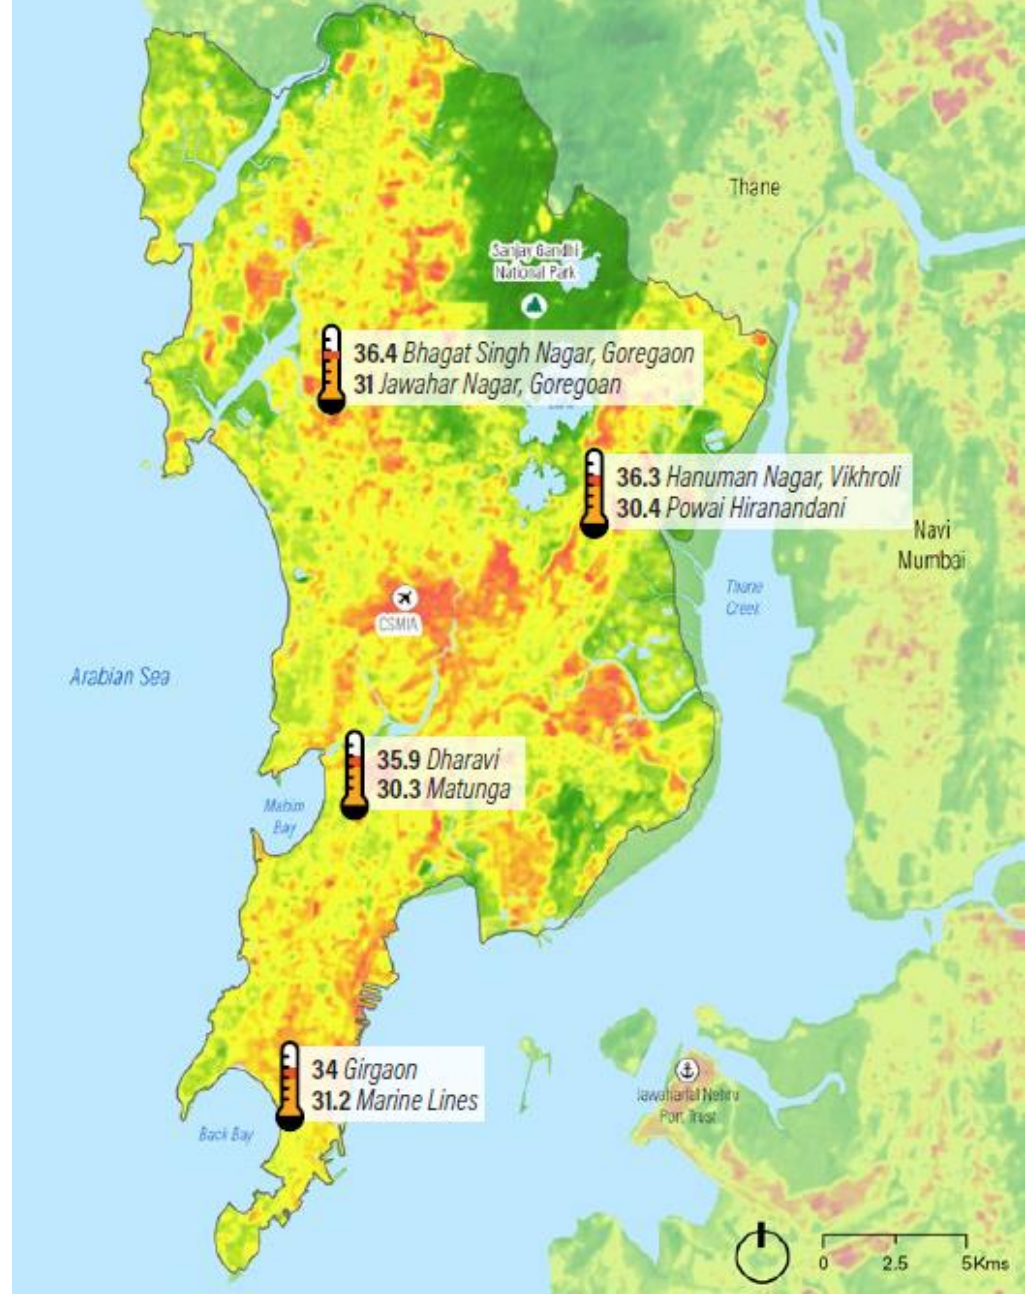 Thane
Sanjay Gandhi
National Park
36.4 Bhagat Singh Nagar, Goregaon
31 Jawahar Nagar, Goregoan
36.3 Hanuman Nagar, Vikhroli
30.4 Powai Hiranandani
Navi
Mumbai
Thane
Creek
CSMIA
Arabian Sea
35.9 Dharavi
30.3 Matunga
Mahim
Bay
34 Girgaon
31.2 Marine Lines
Jawaharlal Nehru
Port Trust
Back Bay
0 2.5 5Kms